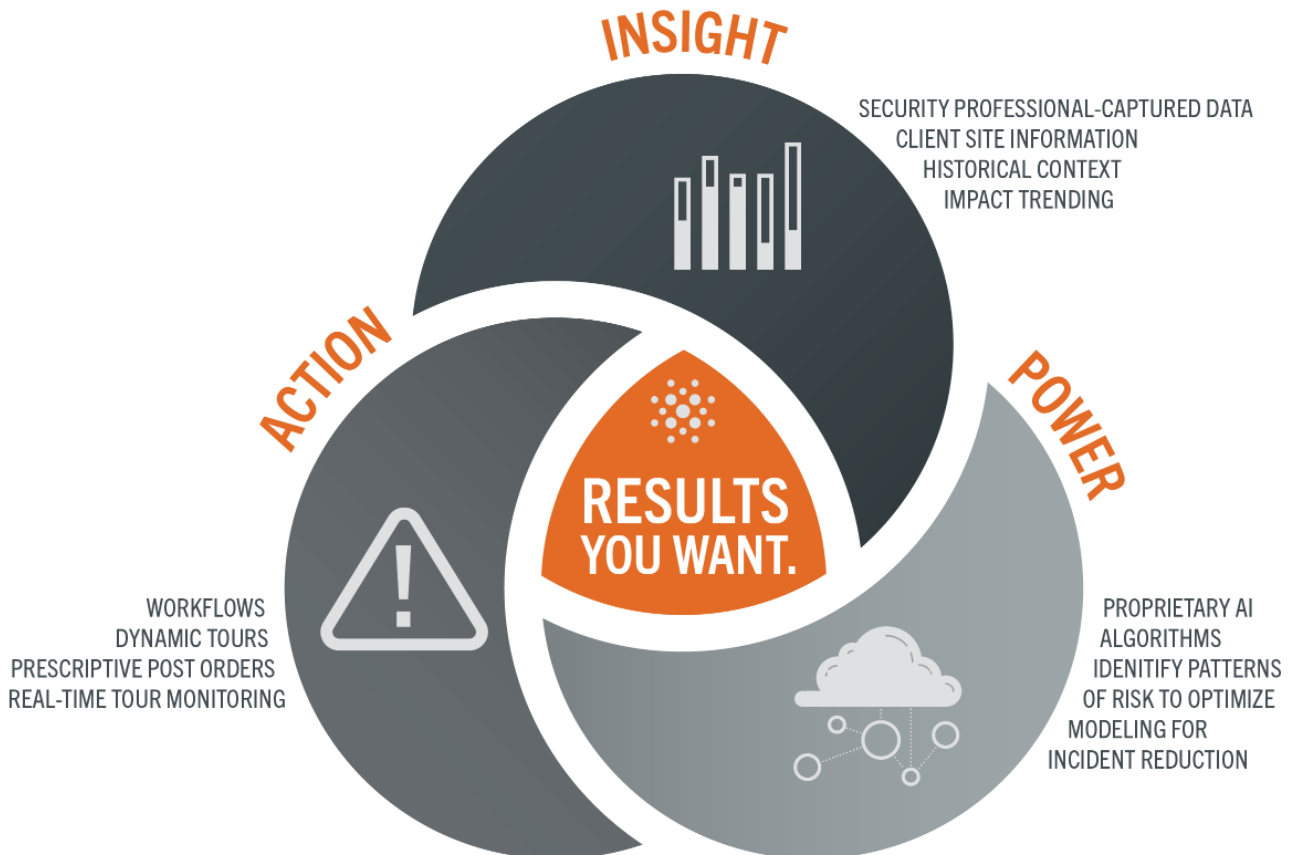 INSIGHT
SECURITY PROFESSIONAL-CAPTURED DATA
CLIENT SITE INFORMATION
HISTORICAL CONTEXT
IMPACT TRENDING
ACTION
WORKFLOWS
DYNAMIC TOURS
PRESCRIPTIVE POST ORDERS
REAL-TIME TOUR MONITORING
RESULTS
YOU WANT.
POWER
PROPRIETARY AI
ALGORITHMS
IDENITIFY PATTERNS
OF RISK TO OPTIMIZE
MODELING FOR
INCIDENT REDUCTION